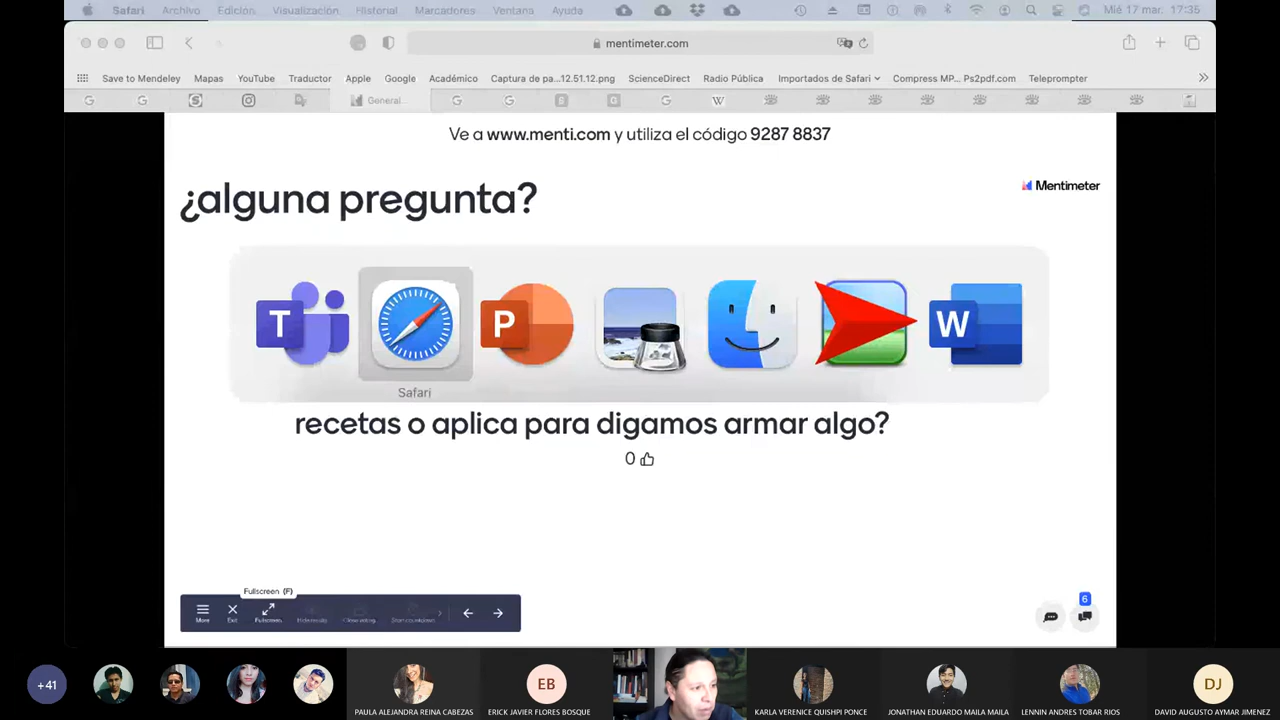 Safari Archivo Edición Visualización Historial Marcadores Ventana Ayuda Mié 17 mar. 17:35
mentimeter.com
Save to Mendeley Mapas YouTube Traductor Apple Google Académico Captura de pa...12.51.12.png ScienceDirect Radio Pública Importados de Safari Compress MP... Ps2pdf.com Teleprompter
General...
Ve a www.menti.com y utiliza el código 9287 8837
¿alguna pregunta?
Mentimeter
T
P
W
Safari
recetas o aplica para digamos armar algo?
0
Fullscreen (F)
More Exit Fullscreen
6
+41
PAULA ALEJANDRA REINA CABEZAS
EB
ERICK JAVIER FLORES BOSQUE
KARLA VERENICE QUISHPI PONCE
JONATHAN EDUARDO MAILA MAILA
LENNIN ANDRES TOBAR RIOS
DJ
DAVID AUGUSTO AYMAR JIMENEZ